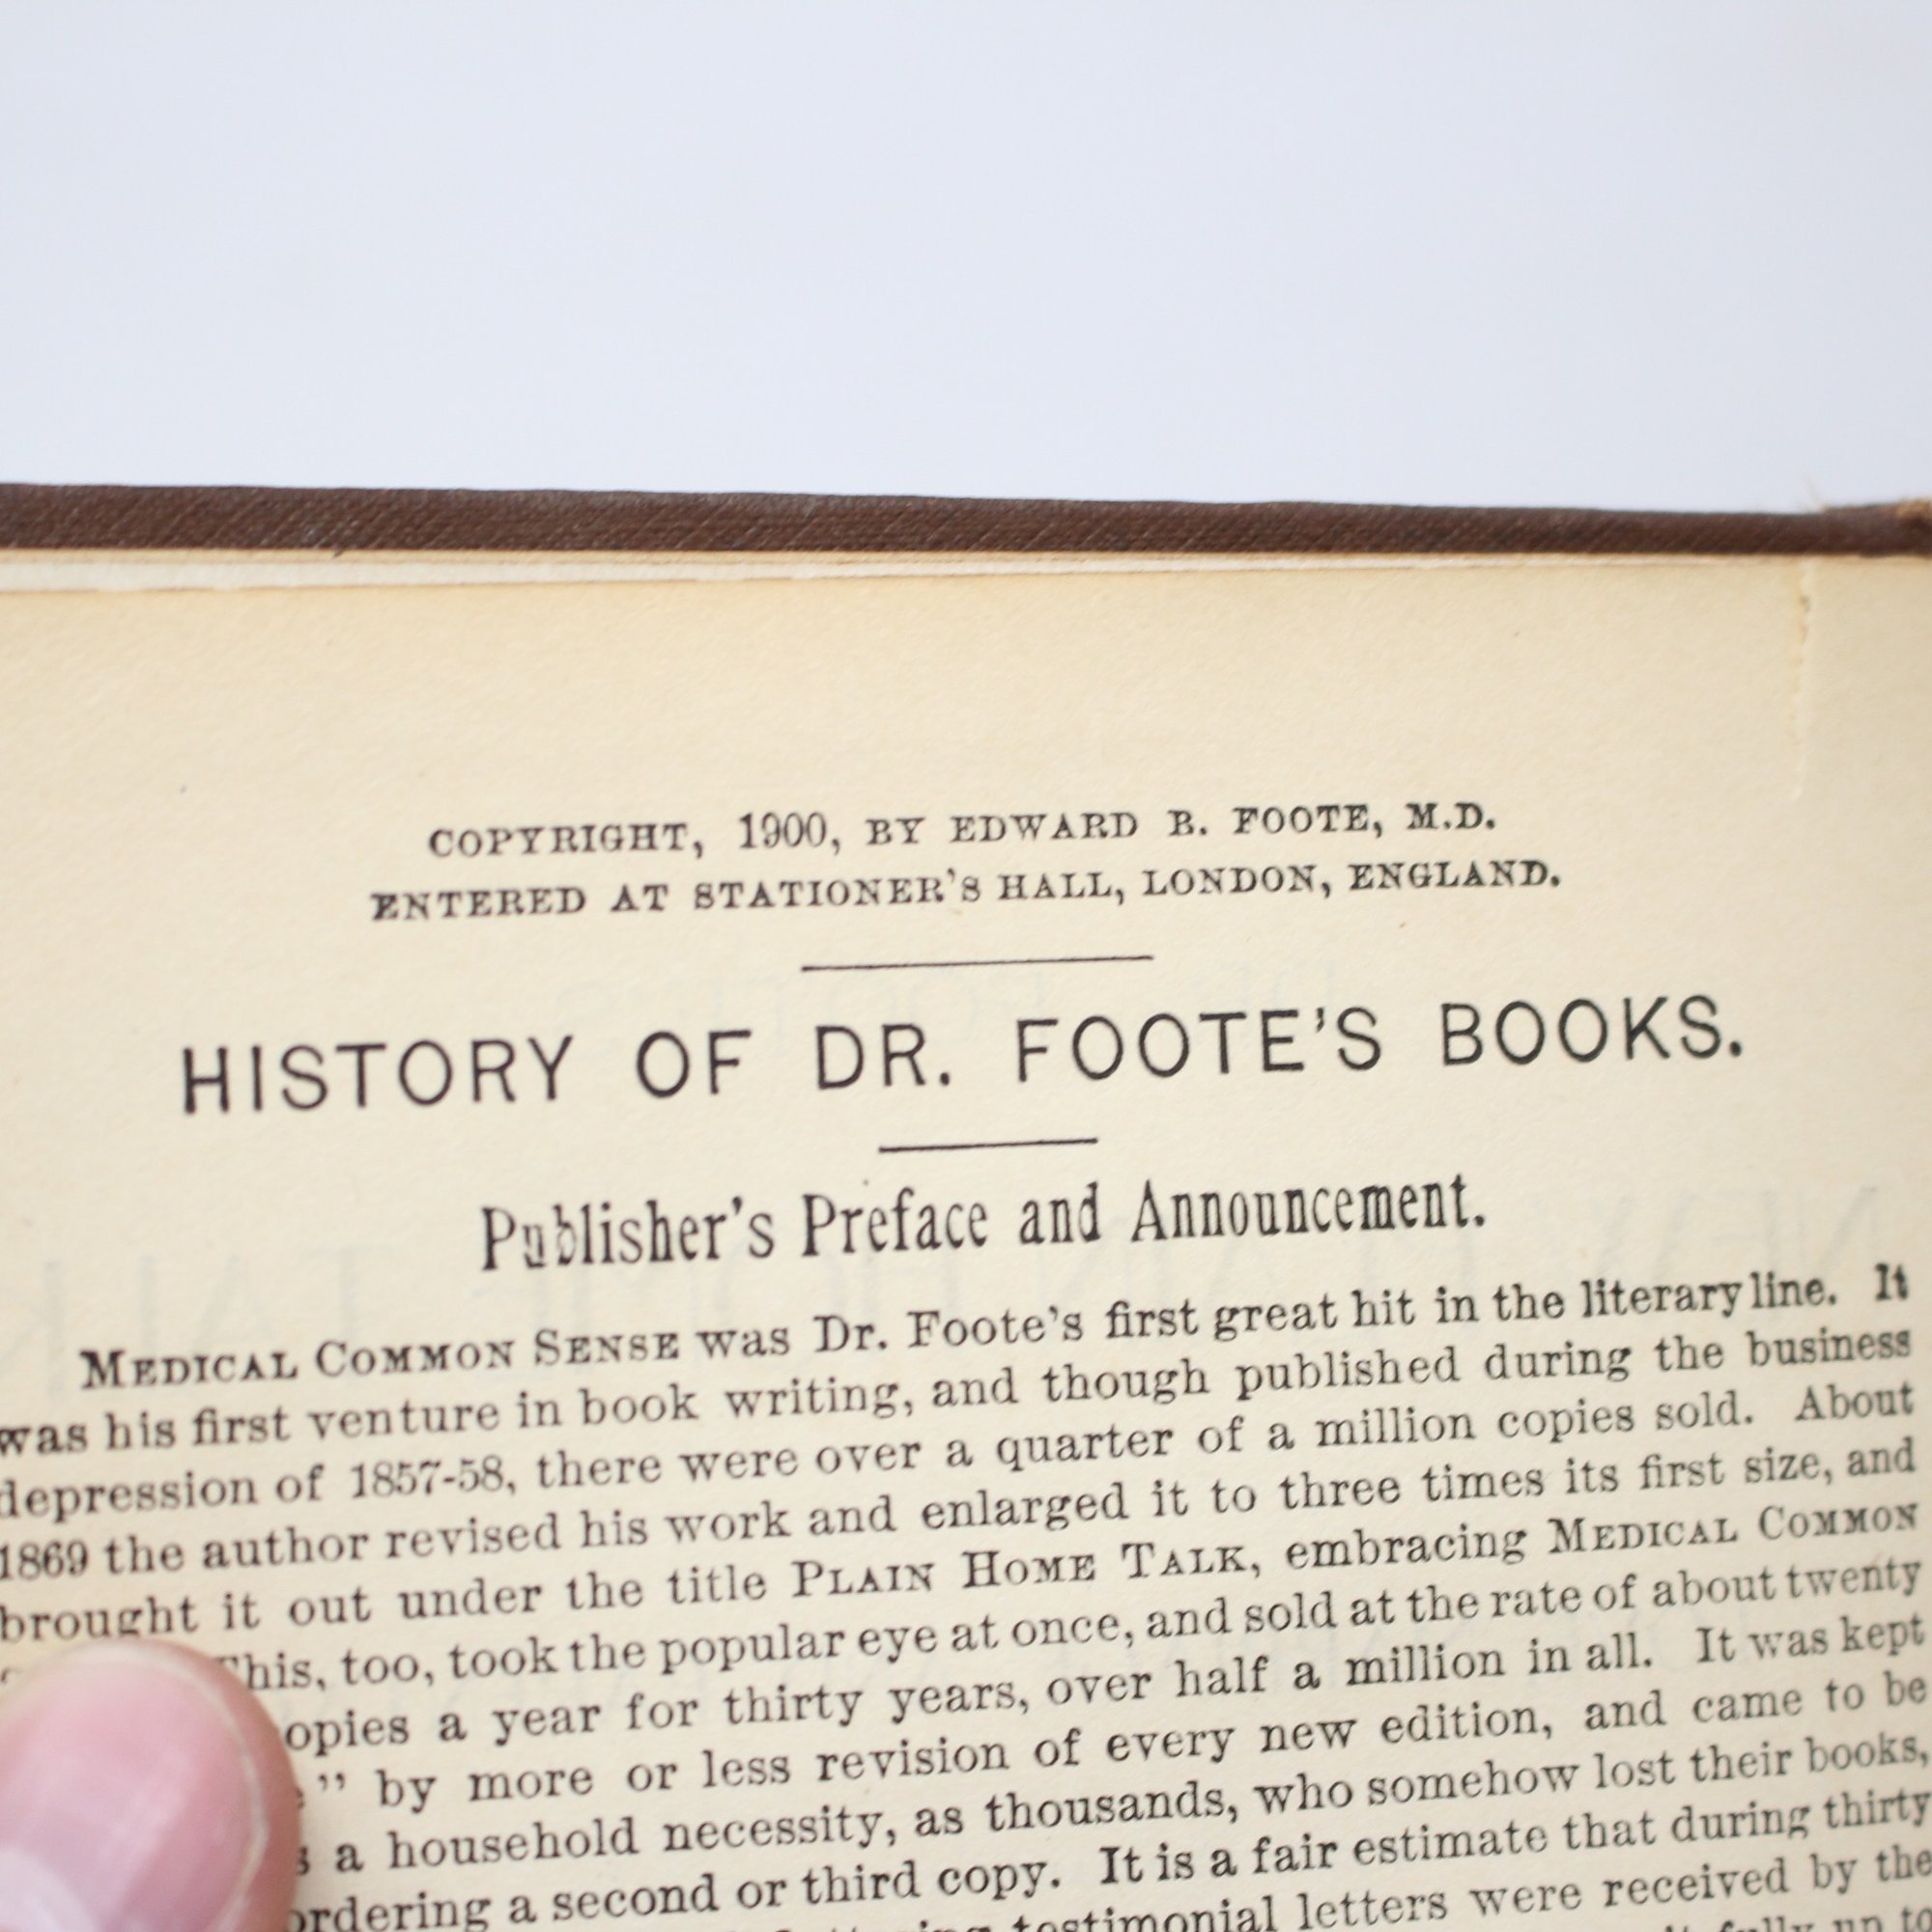 COPYRIGHT, 1900, BY EDWARD B. FOOTE, M.D.
ENTERED AT STATIONER'S HALL, LONDON, ENGLAND.
HISTORY OF DR. FOOTE'S BOOKS.
Publisher's Preface and Announcement.
MEDICAL COMMON SENSE was Dr. Foote's first great hit in the literary line. It
was his first venture in book writing, and though published during the business
depression of 1857-58, there were over a quarter of a million copies sold. About
1869 the author revised his work and enlarged it to three times its first size, and
brought it out under the title PLAIN HOME TALK, embracing MEDICAL COMMON
This, too, took the popular eye at once, and sold at the rate of about twenty
copies a year for thirty years, over half a million in all. It was kept
" by more or less revision of every new edition, and came to be
a household necessity, as thousands, who somehow lost their books,
ordering a second or third copy. It is a fair estimate that during thirty
testimonial letters were received by the
fully up to